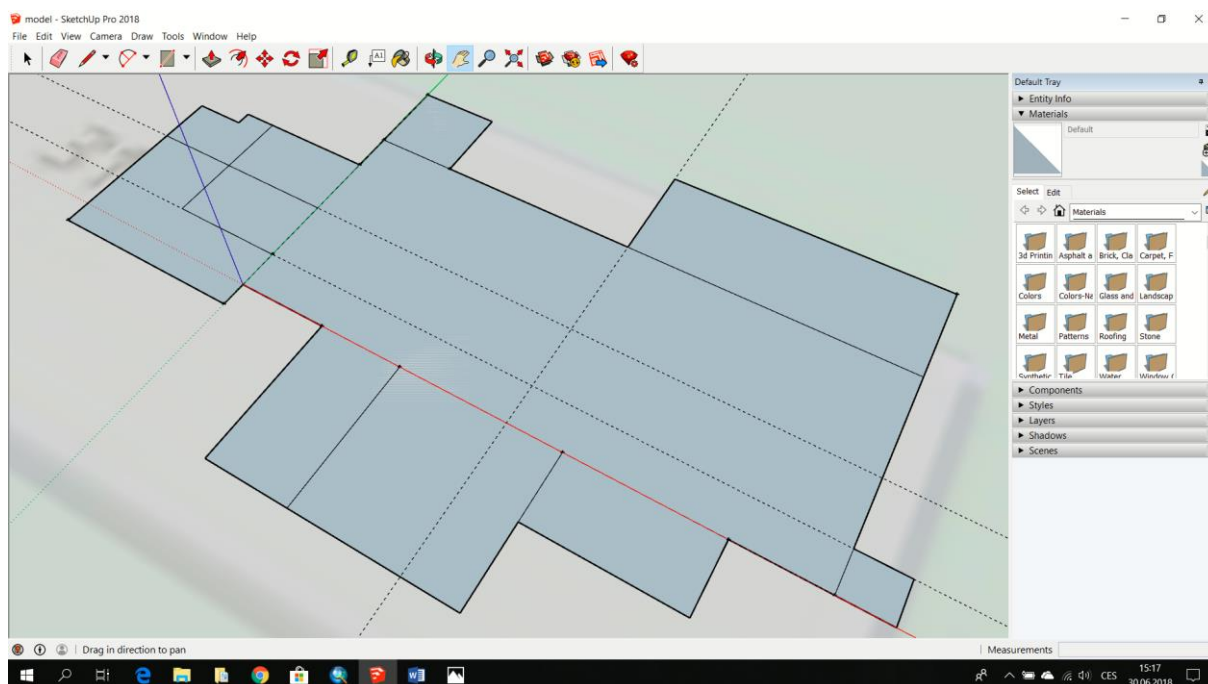 model - SketchUp Pro 2018
File Edit View Camera Draw Tools Window Help
A1
Default Tray
Entity Info
Materials
Default
Select Edit
Materials
3d Printin Asphalt a Brick, Cla Carpet, F
Colors Colors-Na Glass and Landscap
Metal Patterns Roofing Stone
Synthetic Tile Water Window (
Components
Styles
Layers
Shadows
Scenes
Drag in direction to pan
Measurements
CES
15:17
30.06.2018